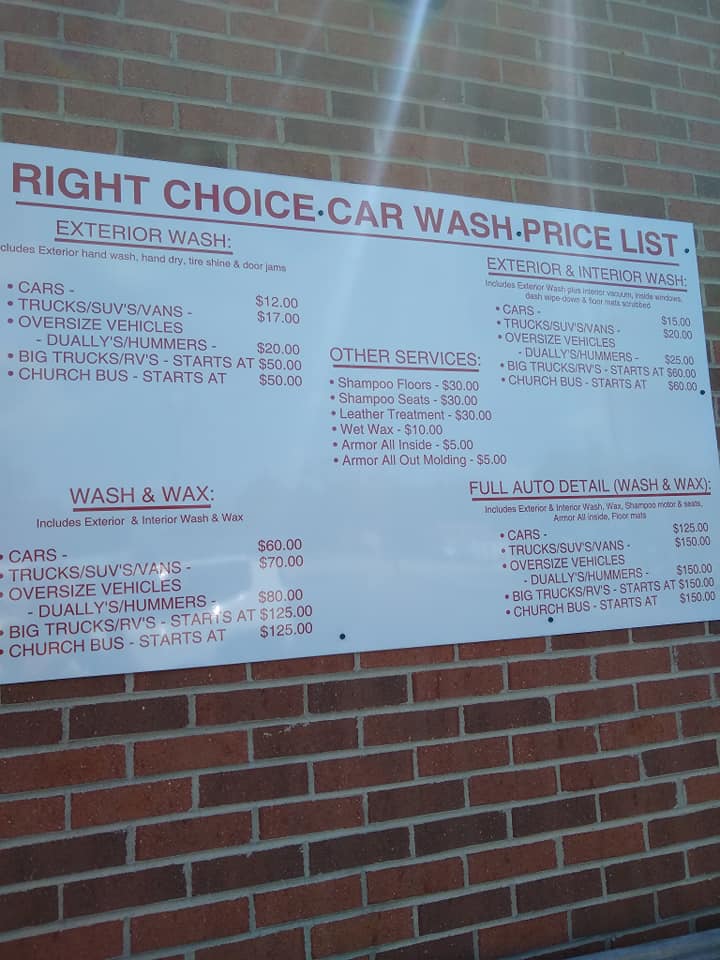 RIGHT CHOICE·CAR WASH·PRICE LIST
EXTERIOR WASH:
cludes Exterior hand wash, hand dry, tire shine & door jams
• CARS - $12.00
• TRUCKS/SUV'S/VANS - $17.00
• OVERSIZE VEHICLES
- DUALLY'S/HUMMERS - $20.00
• BIG TRUCKS/RV'S - STARTS AT $50.00
• CHURCH BUS - STARTS AT $50.00
EXTERIOR & INTERIOR WASH:
Includes Exterior Wash plus interior vacuum, inside windows,
dash wipe-down & floor mats scrubbed
• CARS - $15.00
• TRUCKS/SUV'S/VANS - $20.00
• OVERSIZE VEHICLES
- DUALLY'S/HUMMERS - $25.00
• BIG TRUCKS/RV'S - STARTS AT $60.00
• CHURCH BUS - STARTS AT $60.00
OTHER SERVICES:
• Shampoo Floors - $30.00
• Shampoo Seats - $30.00
• Leather Treatment - $30.00
• Wet Wax - $10.00
• Armor All Inside - $5.00
• Armor All Out Molding - $5.00
WASH & WAX:
Includes Exterior & Interior Wash & Wax
• CARS - $60.00
• TRUCKS/SUV'S/VANS - $70.00
• OVERSIZE VEHICLES
- DUALLY'S/HUMMERS - $80.00
• BIG TRUCKS/RV'S - STARTS AT $125.00
• CHURCH BUS - STARTS AT $125.00
FULL AUTO DETAIL (WASH & WAX):
Includes Exterior & Interior Wash, Wax, Shampoo motor & seats,
Armor All inside, Floor mats
• CARS - $125.00
• TRUCKS/SUV'S/VANS - $150.00
• OVERSIZE VEHICLES
- DUALLY'S/HUMMERS - $150.00
• BIG TRUCKS/RV'S - STARTS AT $150.00
• CHURCH BUS - STARTS AT $150.00